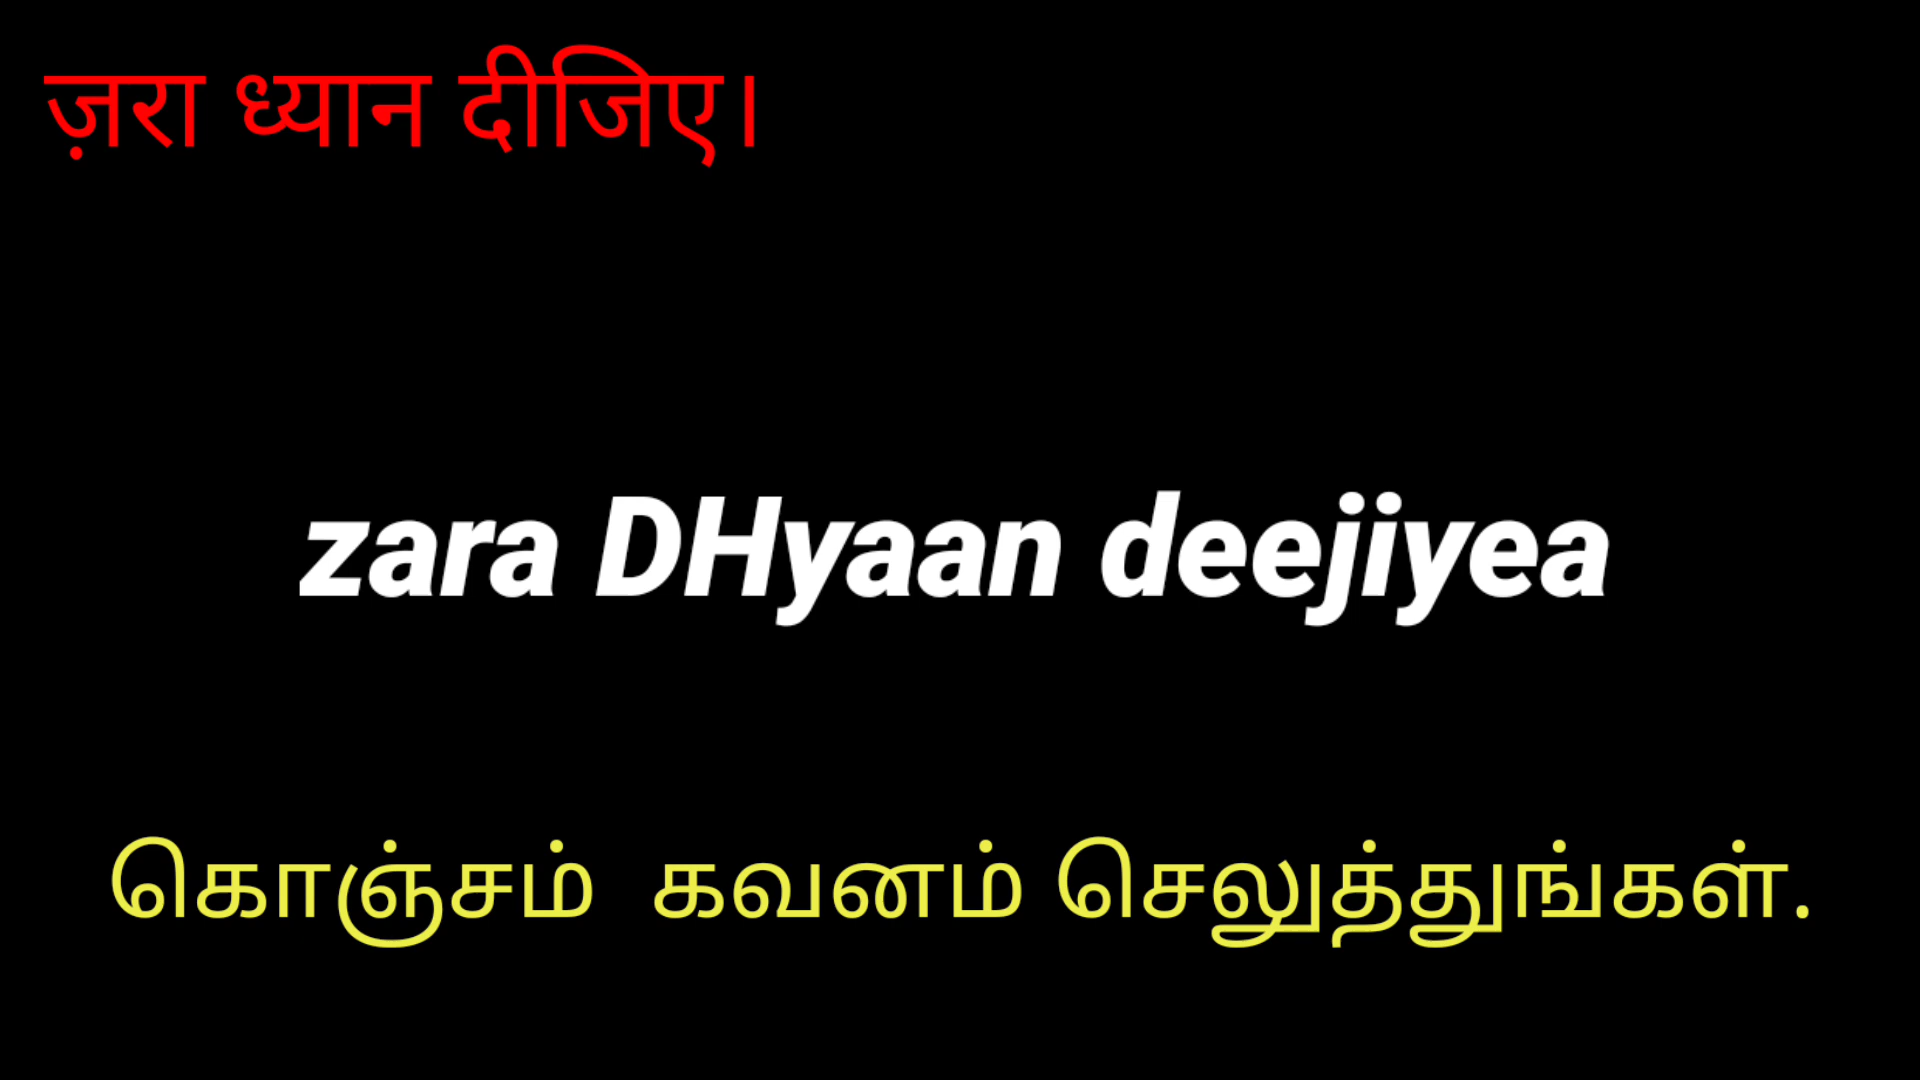 ज़रा ध्यान दीजिए।
zara DHyaan deejiyea
கொஞ்சம் கவனம் செலுத்துங்கள்.